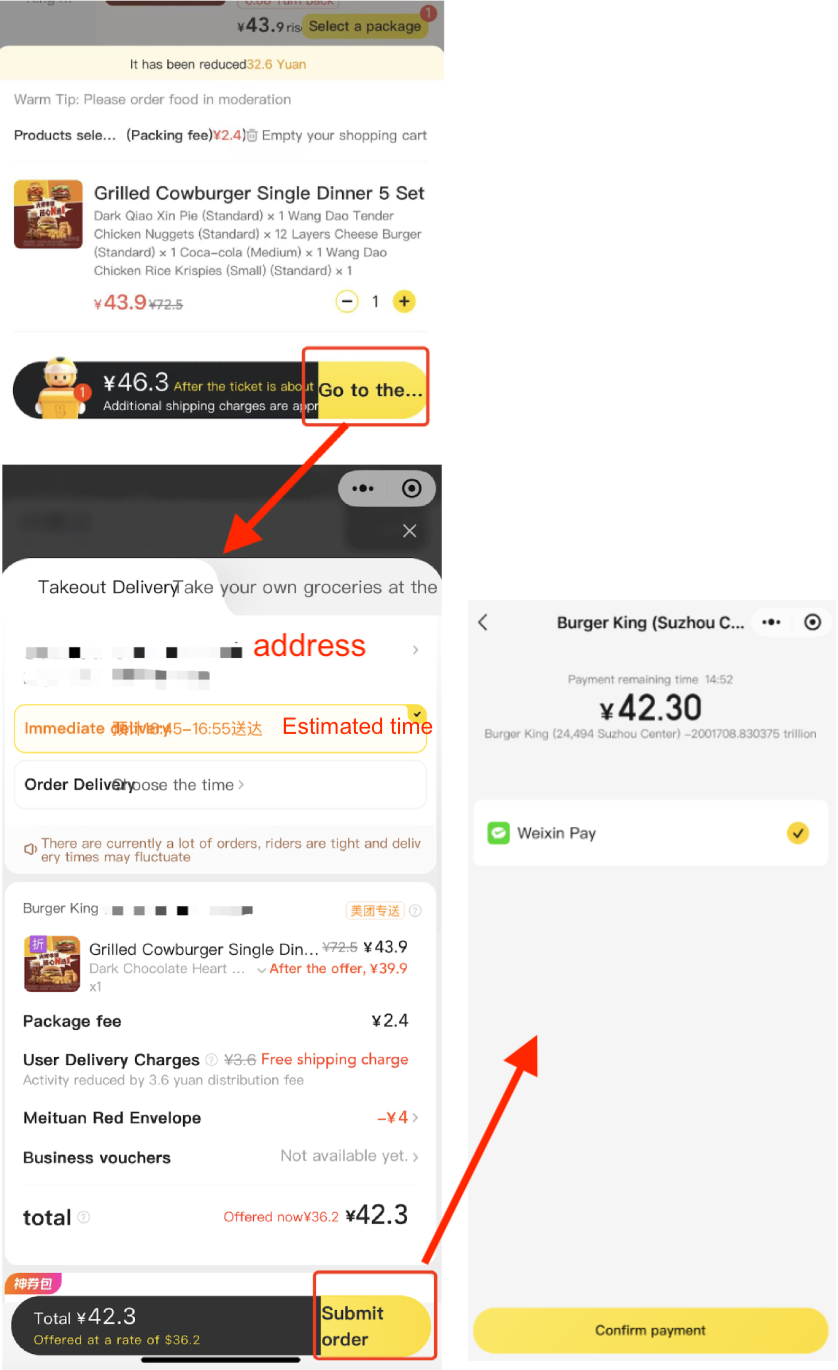 ¥43.9 rise
Select a package
1
It has been reduced32.6 Yuan
Warm Tip: Please order food in moderation
Products sele... (Packing fee)¥2.4) Empty your shopping cart
Grilled Cowburger Single Dinner 5 Set
Dark Qiao Xin Pie (Standard) × 1 Wang Dao Tender
Chicken Nuggets (Standard) × 12 Layers Cheese Burger
(Standard) × 1 Coca-cola (Medium) × 1 Wang Dao
Chicken Rice Krispies (Small) (Standard) × 1
¥43.9 ¥72.5
1
1
¥46.3 After the ticket is about
Additional shipping charges are appr
Go to the...
Takeout Delivery Take your own groceries at the
address
Immediate delivery 16:45-16:55送达 Estimated time
Order Delivery Choose the time
There are currently a lot of orders, riders are tight and deliv
ery times may fluctuate
Burger King
美团专送
折
Grilled Cowburger Single Din... ¥72.5 ¥43.9
Dark Chocolate Heart ... After the offer, ¥39.9
x1
Package fee ¥2.4
User Delivery Charges ¥3.6 Free shipping charge
Activity reduced by 3.6 yuan distribution fee
Meituan Red Envelope -¥4
Business vouchers Not available yet.
total Offered now¥36.2 ¥42.3
神券包
Total ¥42.3
Offered at a rate of $36.2
Submit
order
Burger King (Suzhou C...
Payment remaining time 14:52
¥42.30
Burger King (24,494 Suzhou Center) -2001708.830375 trillion
Weixin Pay
Confirm payment